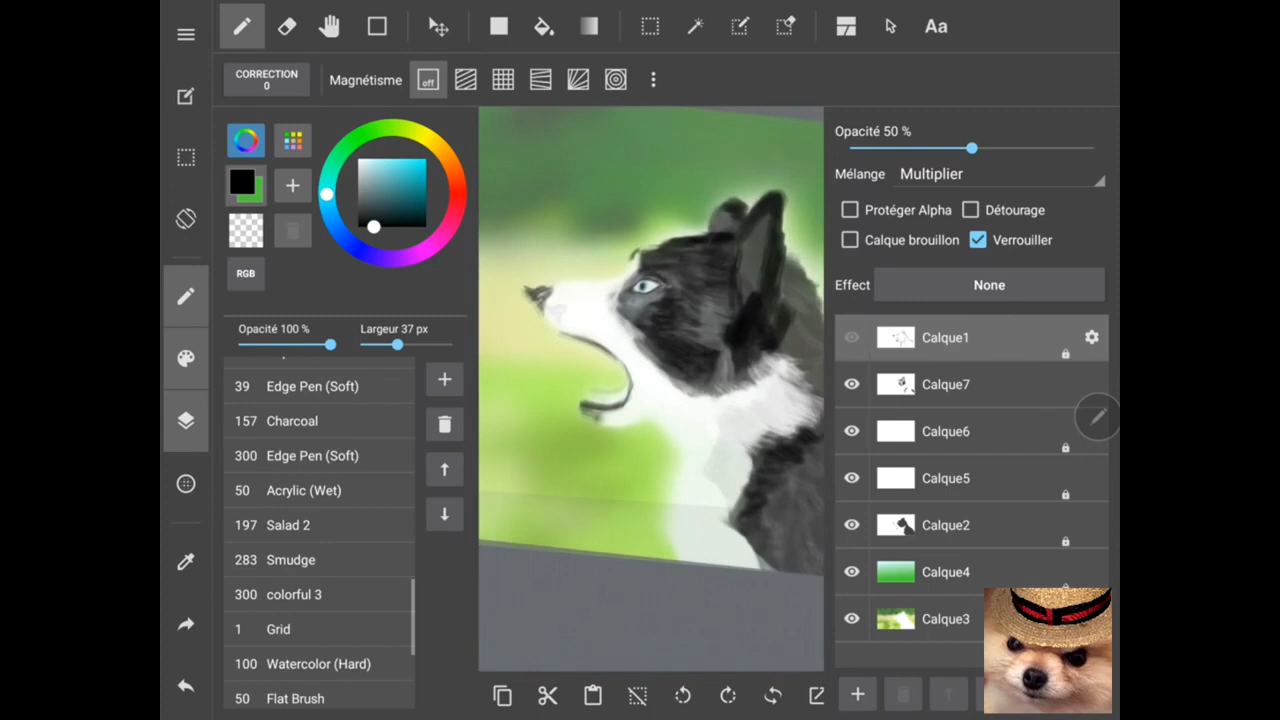 Aa
CORRECTION
0
Magnétisme
off
RGB
Opacité 100 %
Largeur 37 px
39 Edge Pen (Soft)
157 Charcoal
300 Edge Pen (Soft)
50 Acrylic (Wet)
197 Salad 2
283 Smudge
300 colorful 3
1 Grid
100 Watercolor (Hard)
50 Flat Brush
Opacité 50 %
Mélange Multiplier
Protéger Alpha Détourage
Calque brouillon Verrouiller
Effect None
Calque1
Calque7
Calque6
Calque5
Calque2
Calque4
Calque3